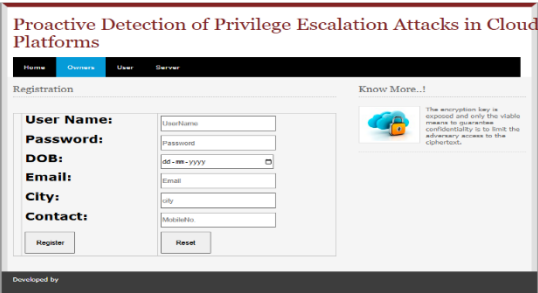 Proactive Detection of Privilege Escalation Attacks in Cloud
Platforms
Home Owners User Server
Registration
User Name: UserName
Password: Password
DOB: dd-mm-yyyy
Email: Email
City: city
Contact: MobileNo
Register Reset
Know More..!
The encryption key is
exposed and only the viable
means to guarantee
confidentiality is to limit the
adversary access to the
ciphertext.
Developed by